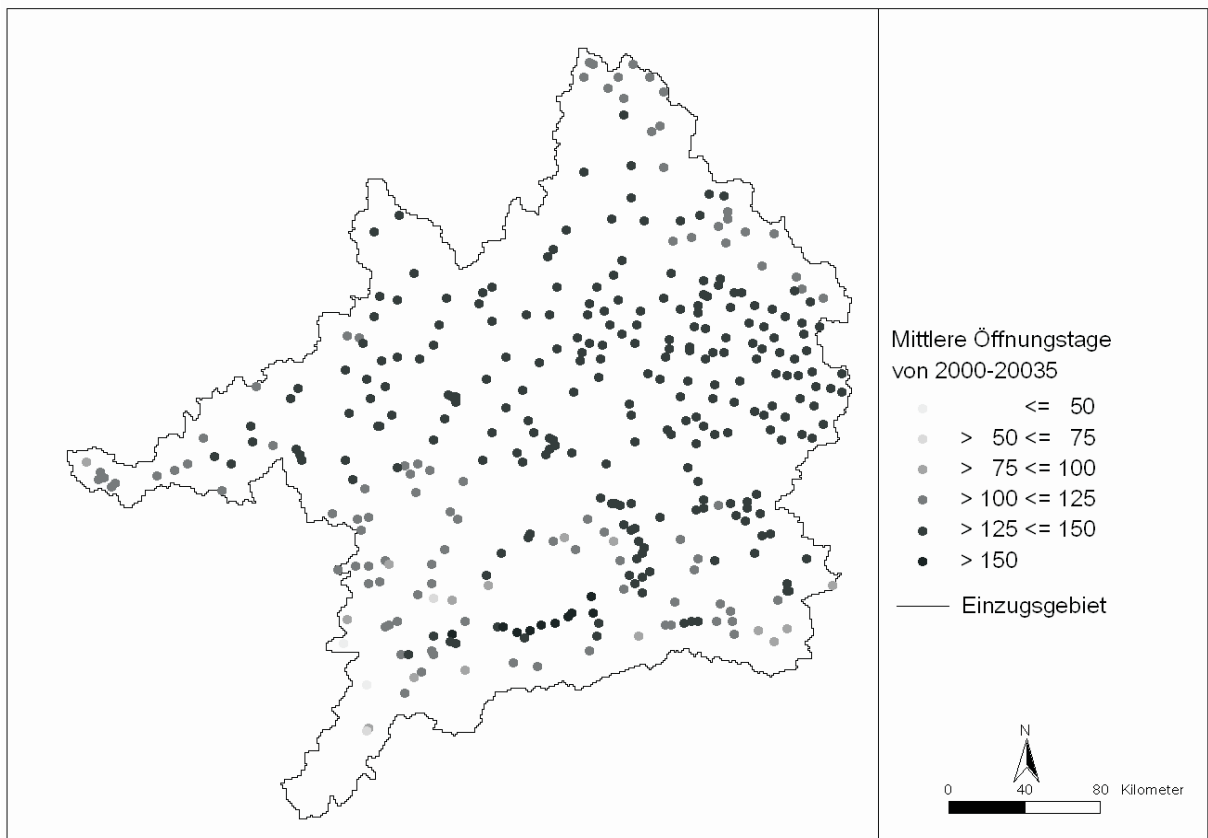 Mittlere Öffnungstage
von 2000-20035
<= 50
> 50 <= 75
> 75 <= 100
> 100 <= 125
> 125 <= 150
> 150
Einzugsgebiet
N
0 40 80 Kilometer